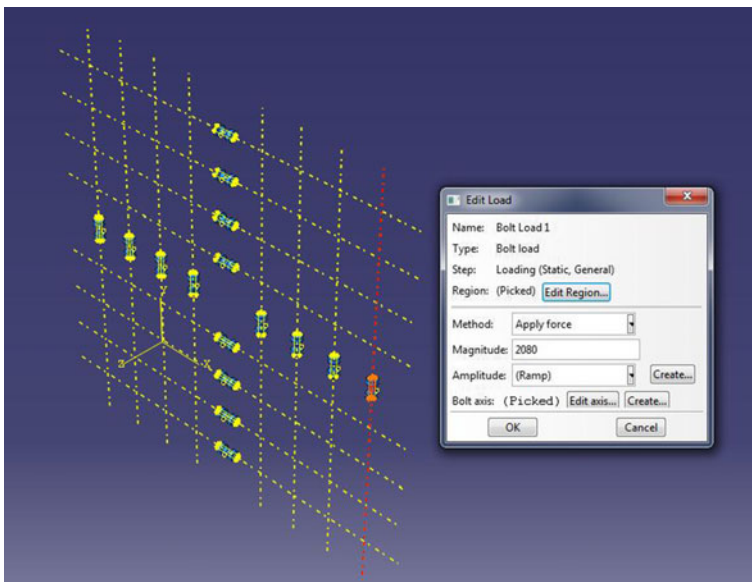 Edit Load
Name: Bolt Load 1
Type: Bolt load
Step: Loading (Static, General)
Region: (Picked) Edit Region...
Method: Apply force
Magnitude: 2080
Amplitude: (Ramp) Create...
Bolt axis: (Picked) Edit axis... Create...
OK Cancel